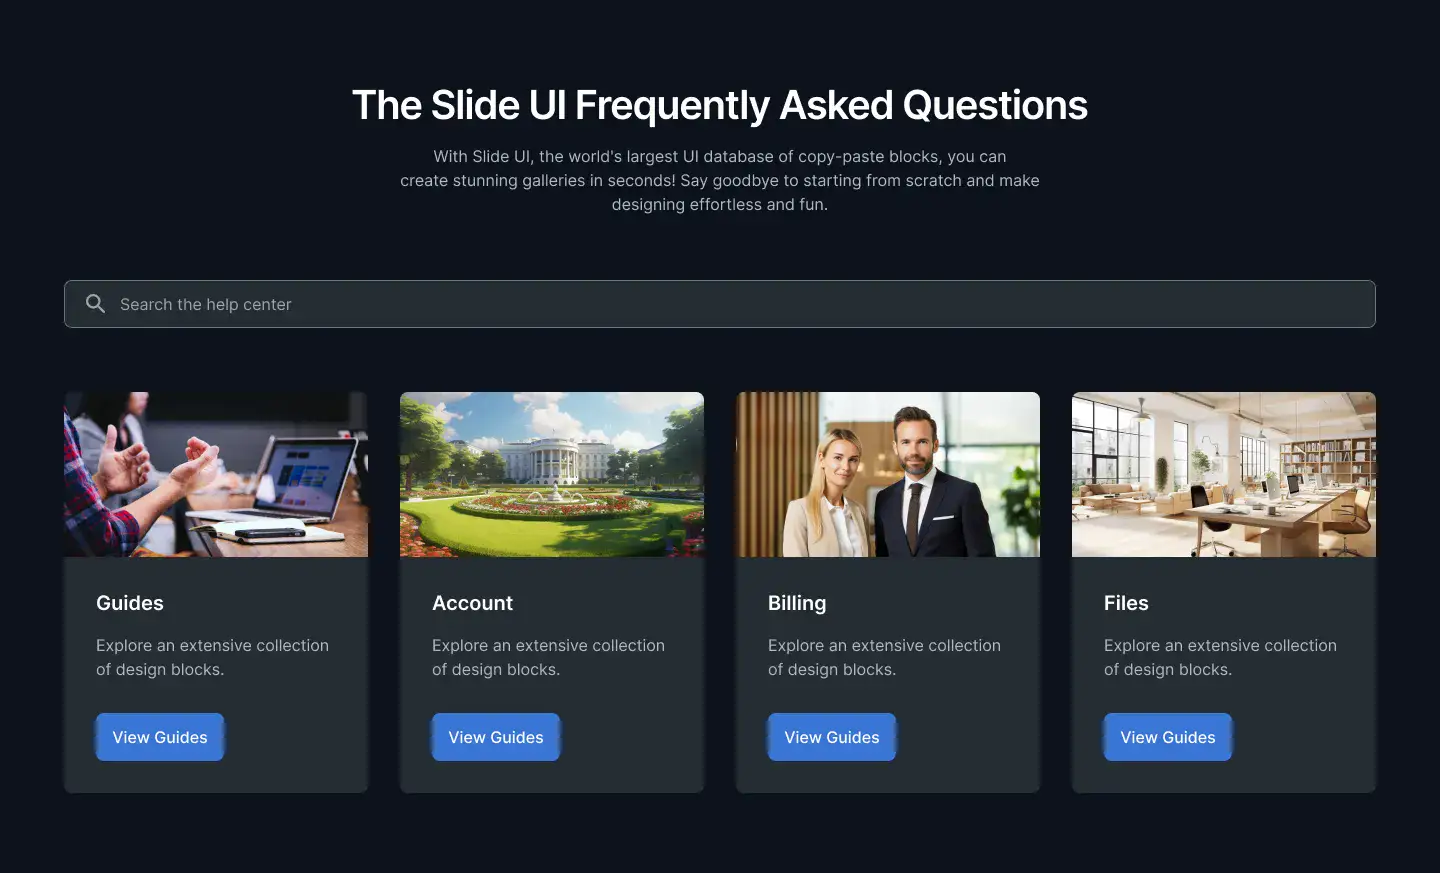 The Slide UI Frequently Asked Questions
With Slide UI, the world's largest UI database of copy-paste blocks, you can
create stunning galleries in seconds! Say goodbye to starting from scratch and make
designing effortless and fun.
Search the help center
Guides
Explore an extensive collection
of design blocks.
View Guides
Account
Explore an extensive collection
of design blocks.
View Guides
Billing
Explore an extensive collection
of design blocks.
View Guides
Files
Explore an extensive collection
of design blocks.
View Guides